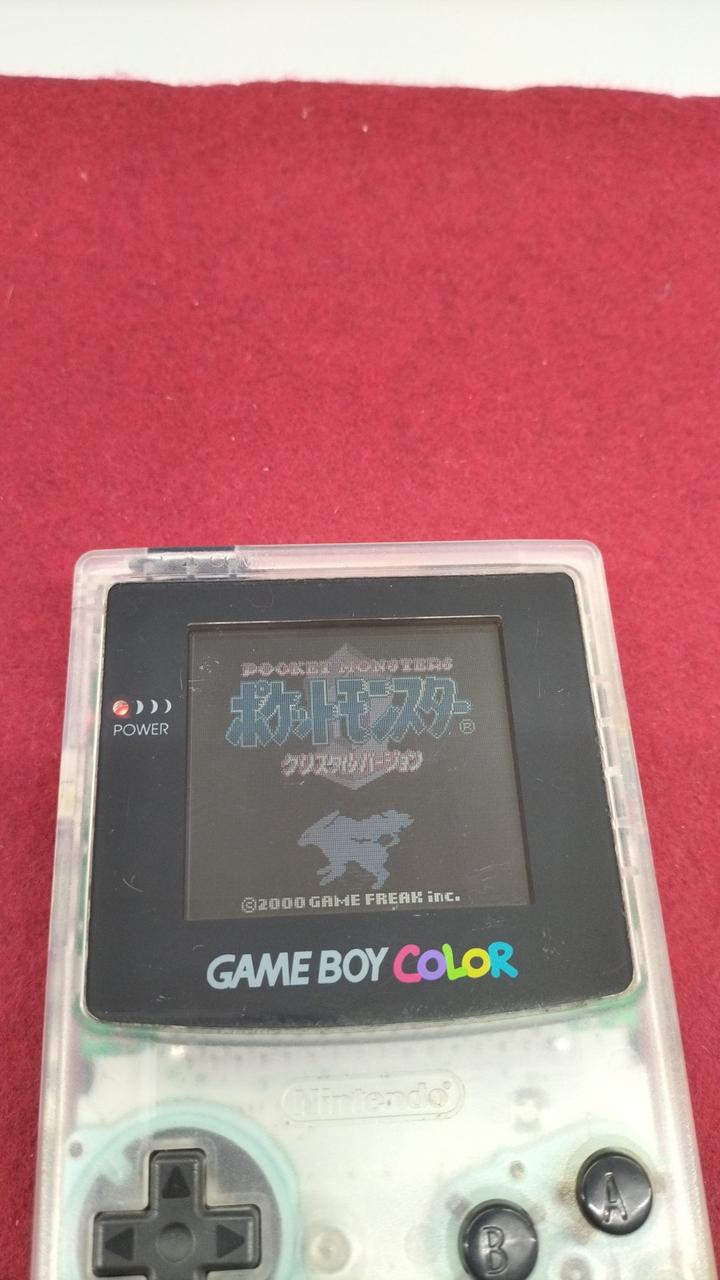 POWER
POCKET MONSTERS
ポケットモンスター®
クリスタルバージョン
©2000 GAME FREAK inc.
GAME BOY COLOR
Nintendo®
A
B